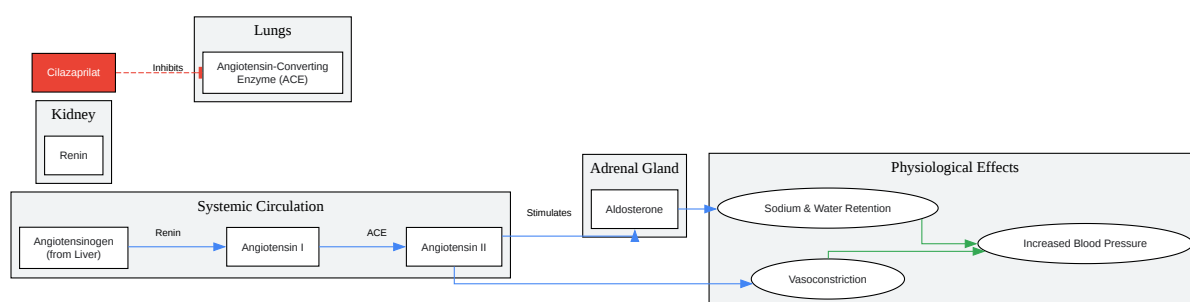 Lungs
Cilazaprilat
Inhibits
Angiotensin-Converting
Enzyme (ACE)
Kidney
Renin
Systemic Circulation
Angiotensinogen
(from Liver)
Renin
Angiotensin I
ACE
Angiotensin II
Stimulates
Adrenal Gland
Aldosterone
Physiological Effects
Sodium & Water Retention
Vasoconstriction
Increased Blood Pressure